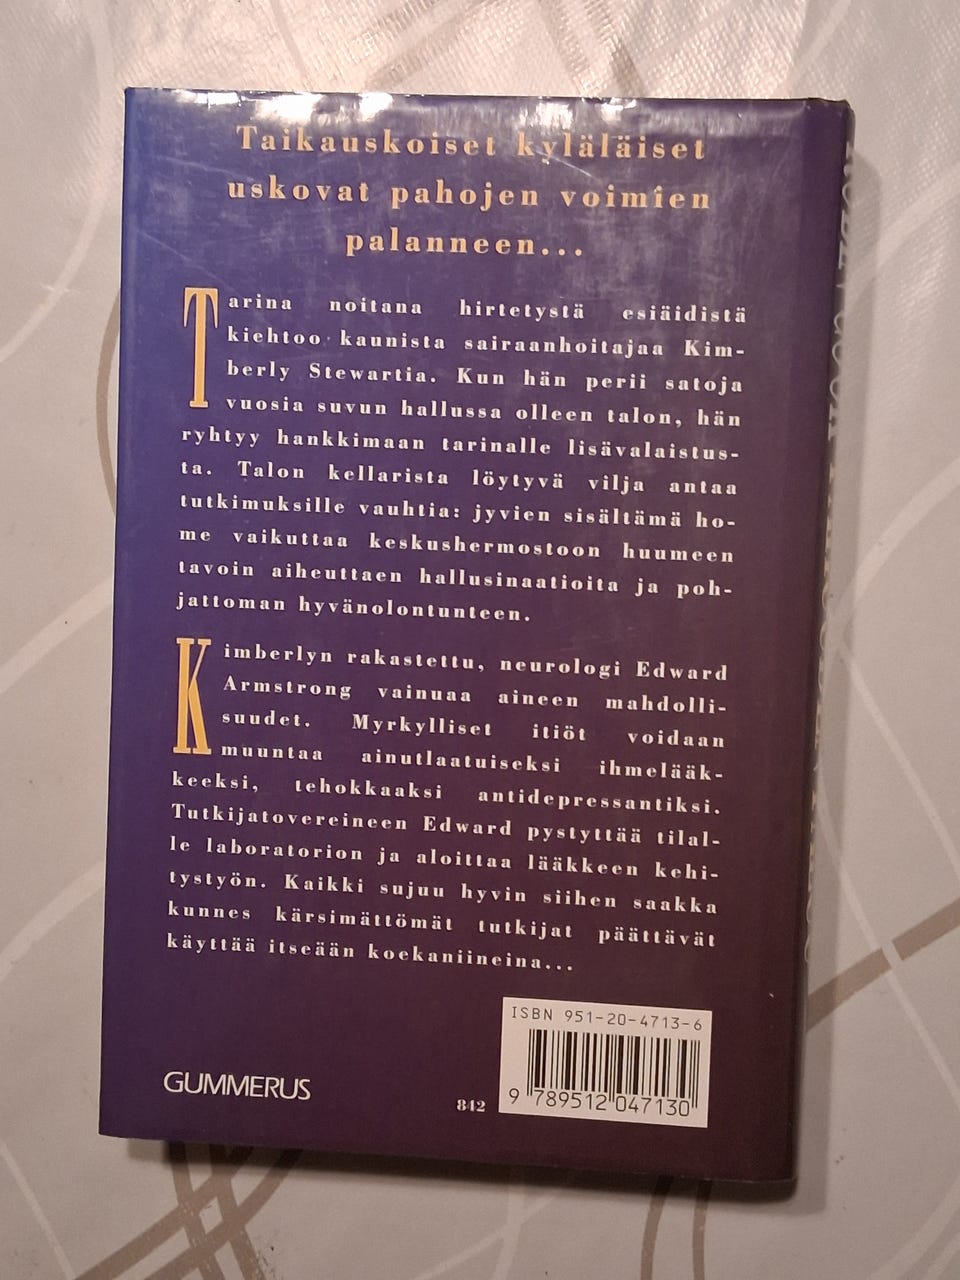 Taikauskoiset kyläläiset
uskovat pahojen voimien
palanneen...
Tarina noitana hirtetystä esiäidistä
kiehtoo kaunista sairaanhoitajaa Kim-
berly Stewartia. Kun hän perii satoja
vuosia suvun hallussa olleen talon, hän
ryhtyy hankkimaan tarinalle lisävalaistus-
ta. Talon kellarista löytyvä vilja antaa
tutkimuksille vauhtia: jyvien sisältämä ho-
me vaikuttaa keskushermostoon huumeen
tavoin aiheuttaen hallusinaatioita ja poh-
jattoman hyvänolontunteen.
Kimberlyn rakastettu, neurologi Edward
Armstrong vainuaa aineen mahdolli-
suudet. Myrkylliset itiöt voidaan
muuntaa ainutlaatuiseksi ihmelääk-
keeksi, tehokkaaksi antidepressantiksi.
Tutkijatovereineen Edward pystyttää tilal-
le laboratorion ja aloittaa lääkkeen kehi-
tystyön. Kaikki sujuu hyvin siihen saakka
kunnes kärsimättömät tutkijat päättävät
käyttää itseään koekaniineina...
ISBN 951-20-4713-6
9 789512 047130
GUMMERUS
842